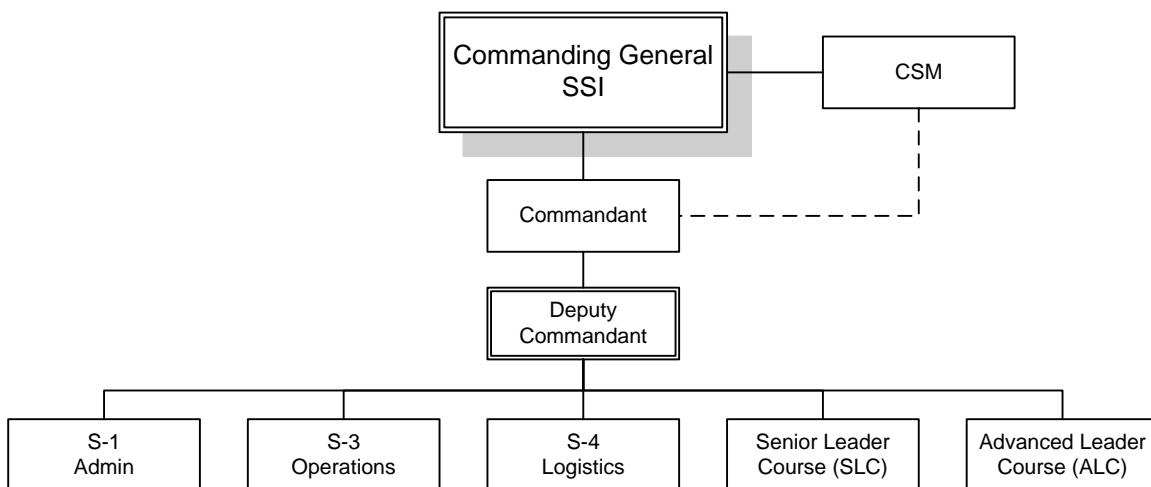 Commanding General
SSI
CSM
Commandant
Deputy
Commandant
S-1
Admin
S-3
Operations
S-4
Logistics
Senior Leader
Course (SLC)
Advanced Leader
Course (ALC)